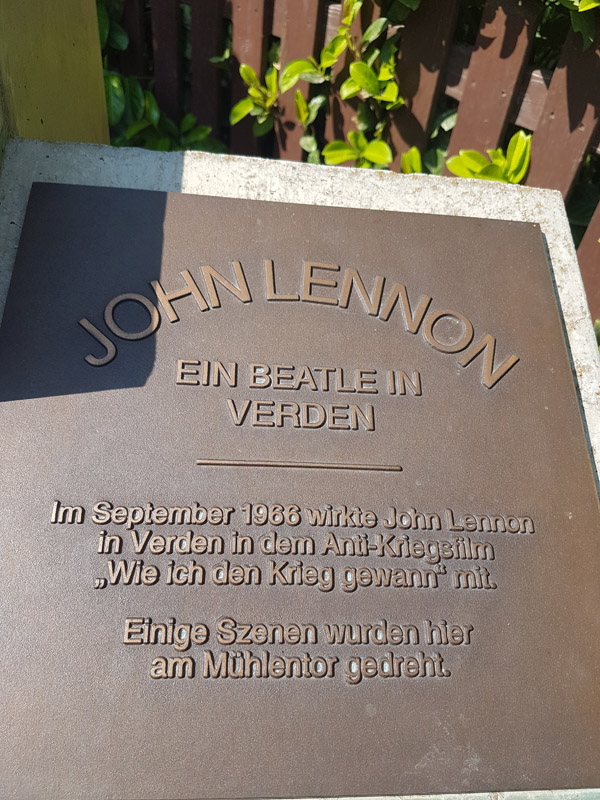 JOHN LENNON
EIN BEATLE IN
VERDEN
Im September 1966 wirkte John Lennon
in Verden in dem Anti-Kriegsfilm
„Wie ich den Krieg gewann“ mit.
Einige Szenen wurden hier
am Mühlentor gedreht.